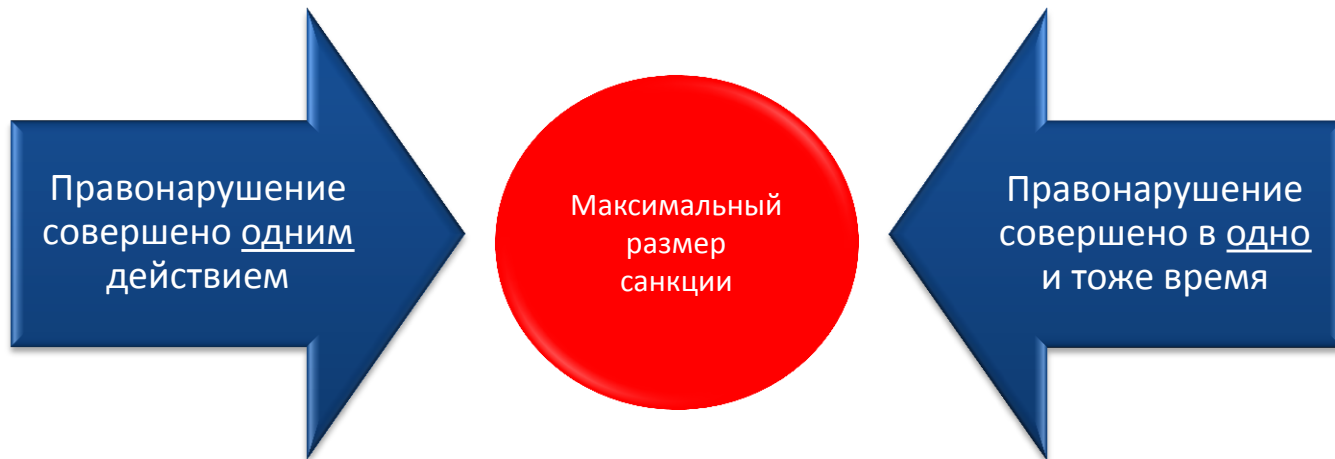 Правонарушение
совершено одним
действием
Максимальный
размер
санкции
Правонарушение
совершено в одно
и тоже время